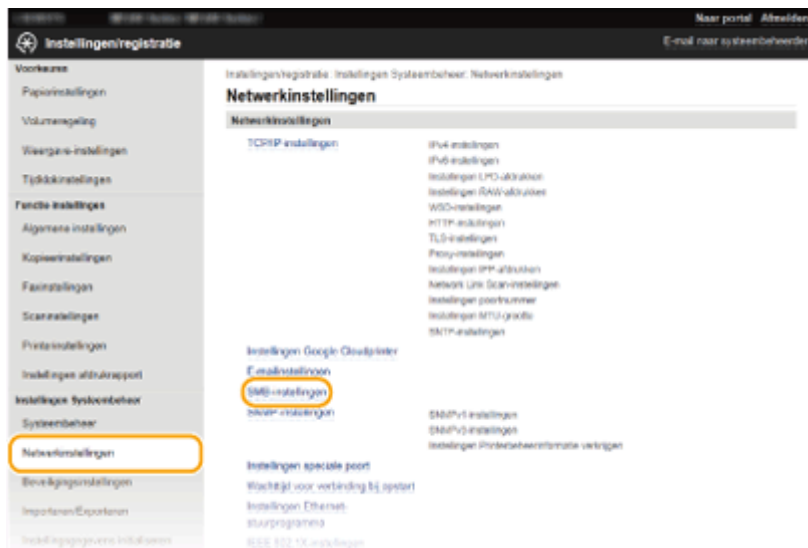 Naar portal Afmelden
Instellingen/registratie
E-mail naar systeembeheerder
Voorkeuren
Papierinstellingen
Volumeregeling
Weergave-instellingen
Tijdklokinstellingen
Functie instellingen
Algemene instellingen
Kopieerinstellingen
Faxinstellingen
Scaninstellingen
Printerinstellingen
Instellingen afdrukrapport
Instellingen Systeembeheer
Systeembeheer
Netwerkinstellingen
Beveiligingsinstellingen
Importeren/Exporteren
Instellingsgegevens initialiseren
Instellingen/registratie: Instellingen Systeembeheer: Netwerkinstellingen
Netwerkinstellingen
Netwerkinstellingen
TCP/IP-instellingen
IPv4-instellingen
IPv6-instellingen
Instellingen LPD-afdrukken
Instellingen RAW-afdrukken
WSD-instellingen
HTTP-instellingen
TLS-instellingen
Proxy-instellingen
Instellingen IPP-afdrukken
Network Link Scan-instellingen
Instellingen poortnummer
Instellingen MTU-grootte
SNTP-instellingen
Instellingen Google Cloudprinter
E-mailinstellingen
SMB-instellingen
SNMP-instellingen
SNMPv1-instellingen
SNMPv3-instellingen
Instellingen Printerbeheerinformatie verkrijgen
Instellingen speciale poort
Wachttijd voor verbinding bij opstart
Instellingen Ethernet-
stuurprogramma
IEEE 802.1X-instellingen